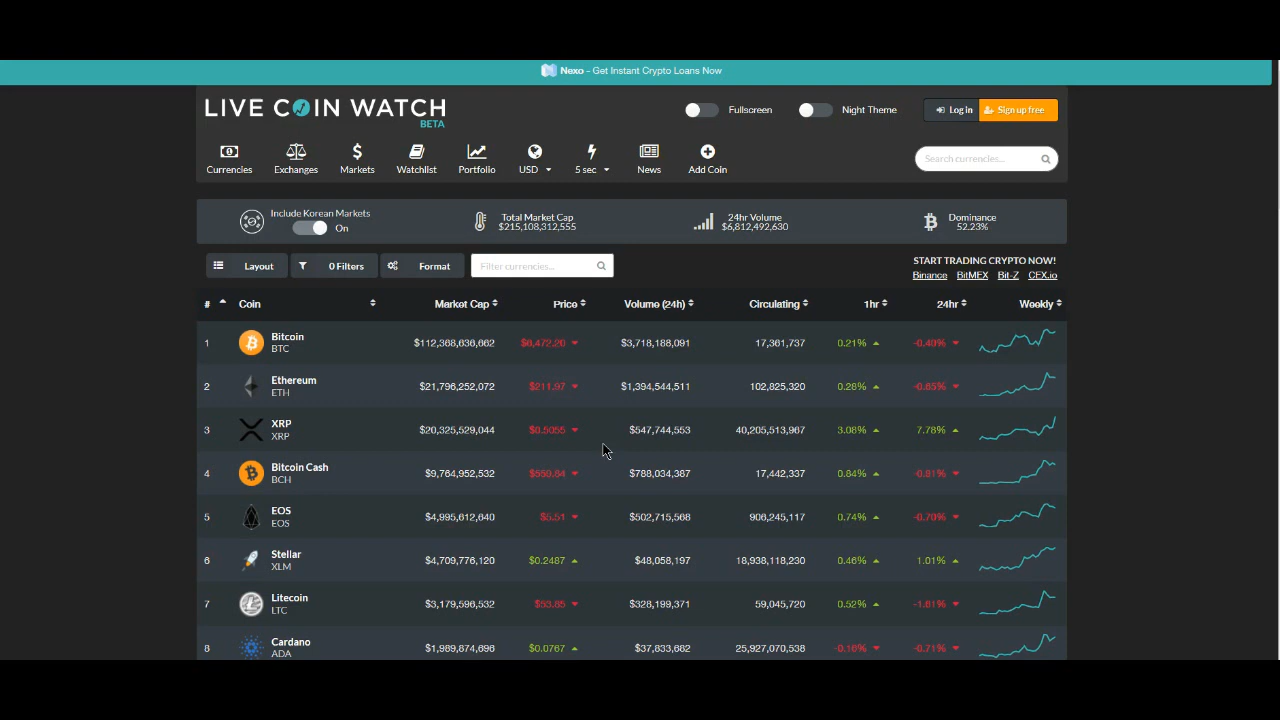 Nexo - Get Instant Crypto Loans Now
LIVE COIN WATCH
BETA
Fullscreen Night Theme Log in Sign up free
Currencies Exchanges Markets Watchlist Portfolio USD 5 sec News Add Coin
Search currencies...
Include Korean Markets
On
Total Market Cap
$215,108,312,555
24hr Volume
$6,812,492,630
Dominance
52.23%
Layout 0 Filters Format Filter currencies...
START TRADING CRYPTO NOW!
Binance BitMEX Bit-Z CEX.io
# Coin Market Cap Price Volume (24h) Circulating 1hr 24hr Weekly
1 Bitcoin BTC $112,368,636,662 $6,472.20 $3,718,188,091 17,361,737 0.21% -0.40%
2 Ethereum ETH $21,796,252,072 $211.97 $1,394,544,511 102,825,320 0.28% -0.65%
3 XRP XRP $20,325,529,044 $0.5055 $547,744,553 40,205,513,967 3.08% 7.78%
4 Bitcoin Cash BCH $9,764,952,532 $559.84 $788,034,387 17,442,337 0.84% -0.81%
5 EOS EOS $4,995,612,640 $5.51 $502,715,568 906,245,117 0.74% -0.70%
6 Stellar XLM $4,709,776,120 $0.2487 $48,058,197 18,938,118,230 0.46% 1.01%
7 Litecoin LTC $3,179,596,532 $53.85 $328,199,371 59,045,720 0.52% -1.61%
8 Cardano ADA $1,989,674,696 $0.0767 $37,833,662 25,927,070,538 -0.16% -0.71%